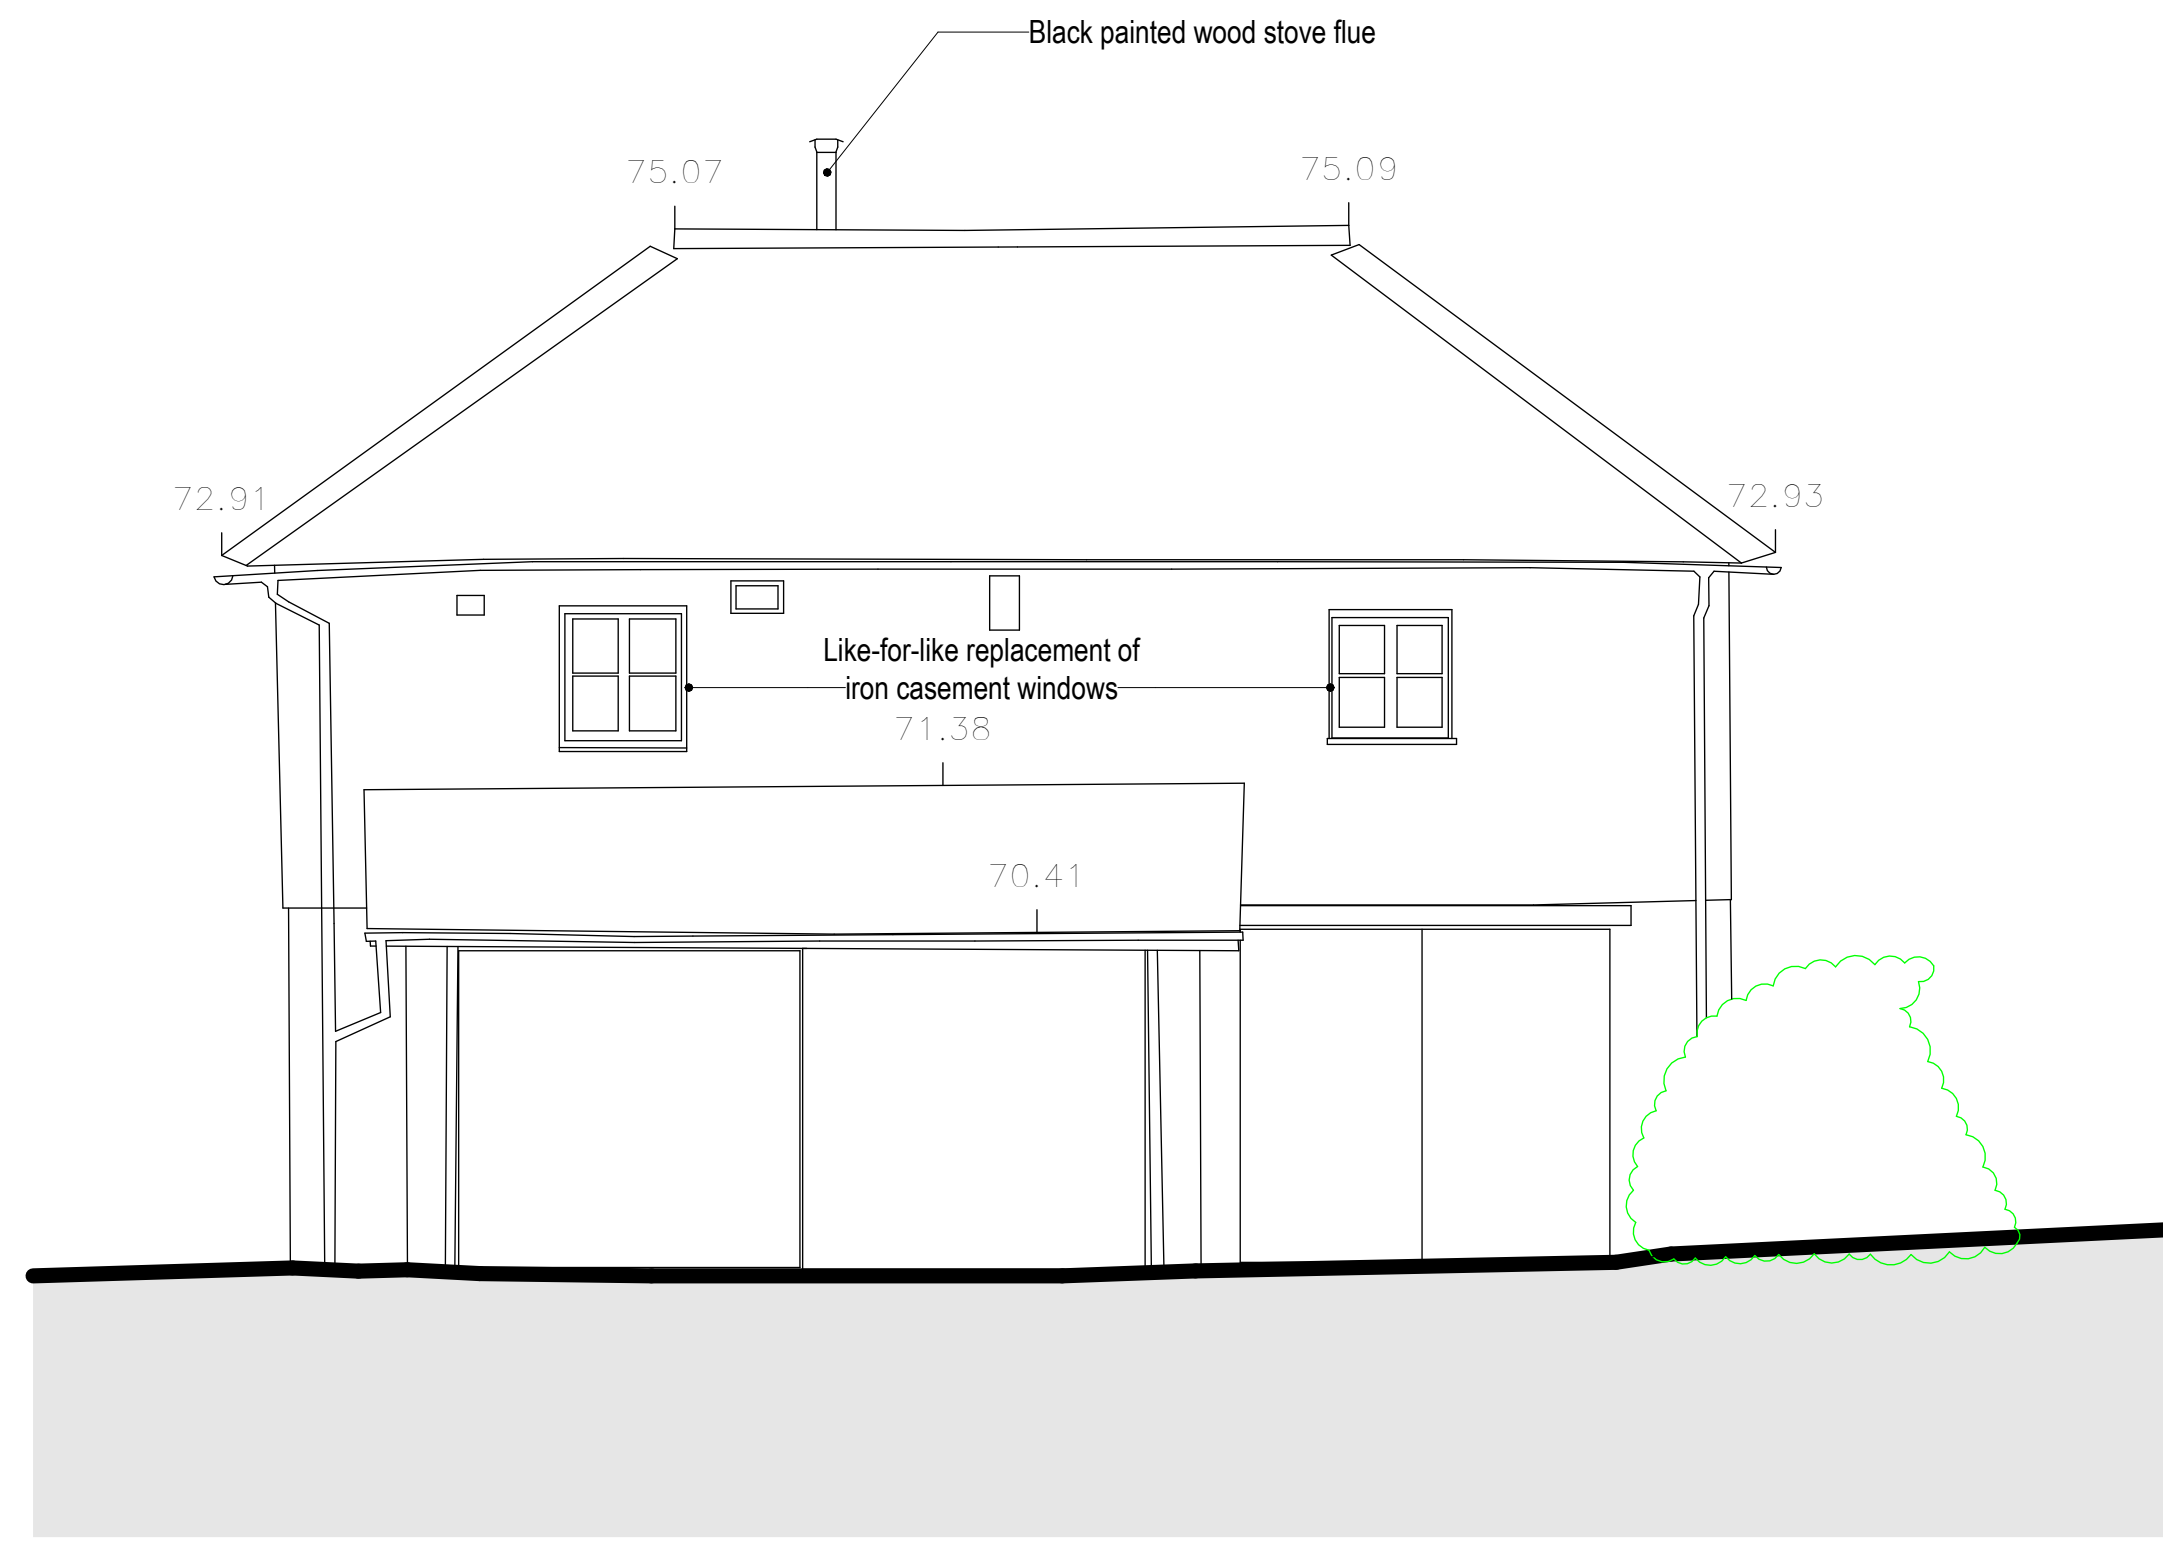 Black painted wood stove flue
75.07
75.09
72.91
72.93
Like-for-like replacement of
iron casement windows
71.38
70.41